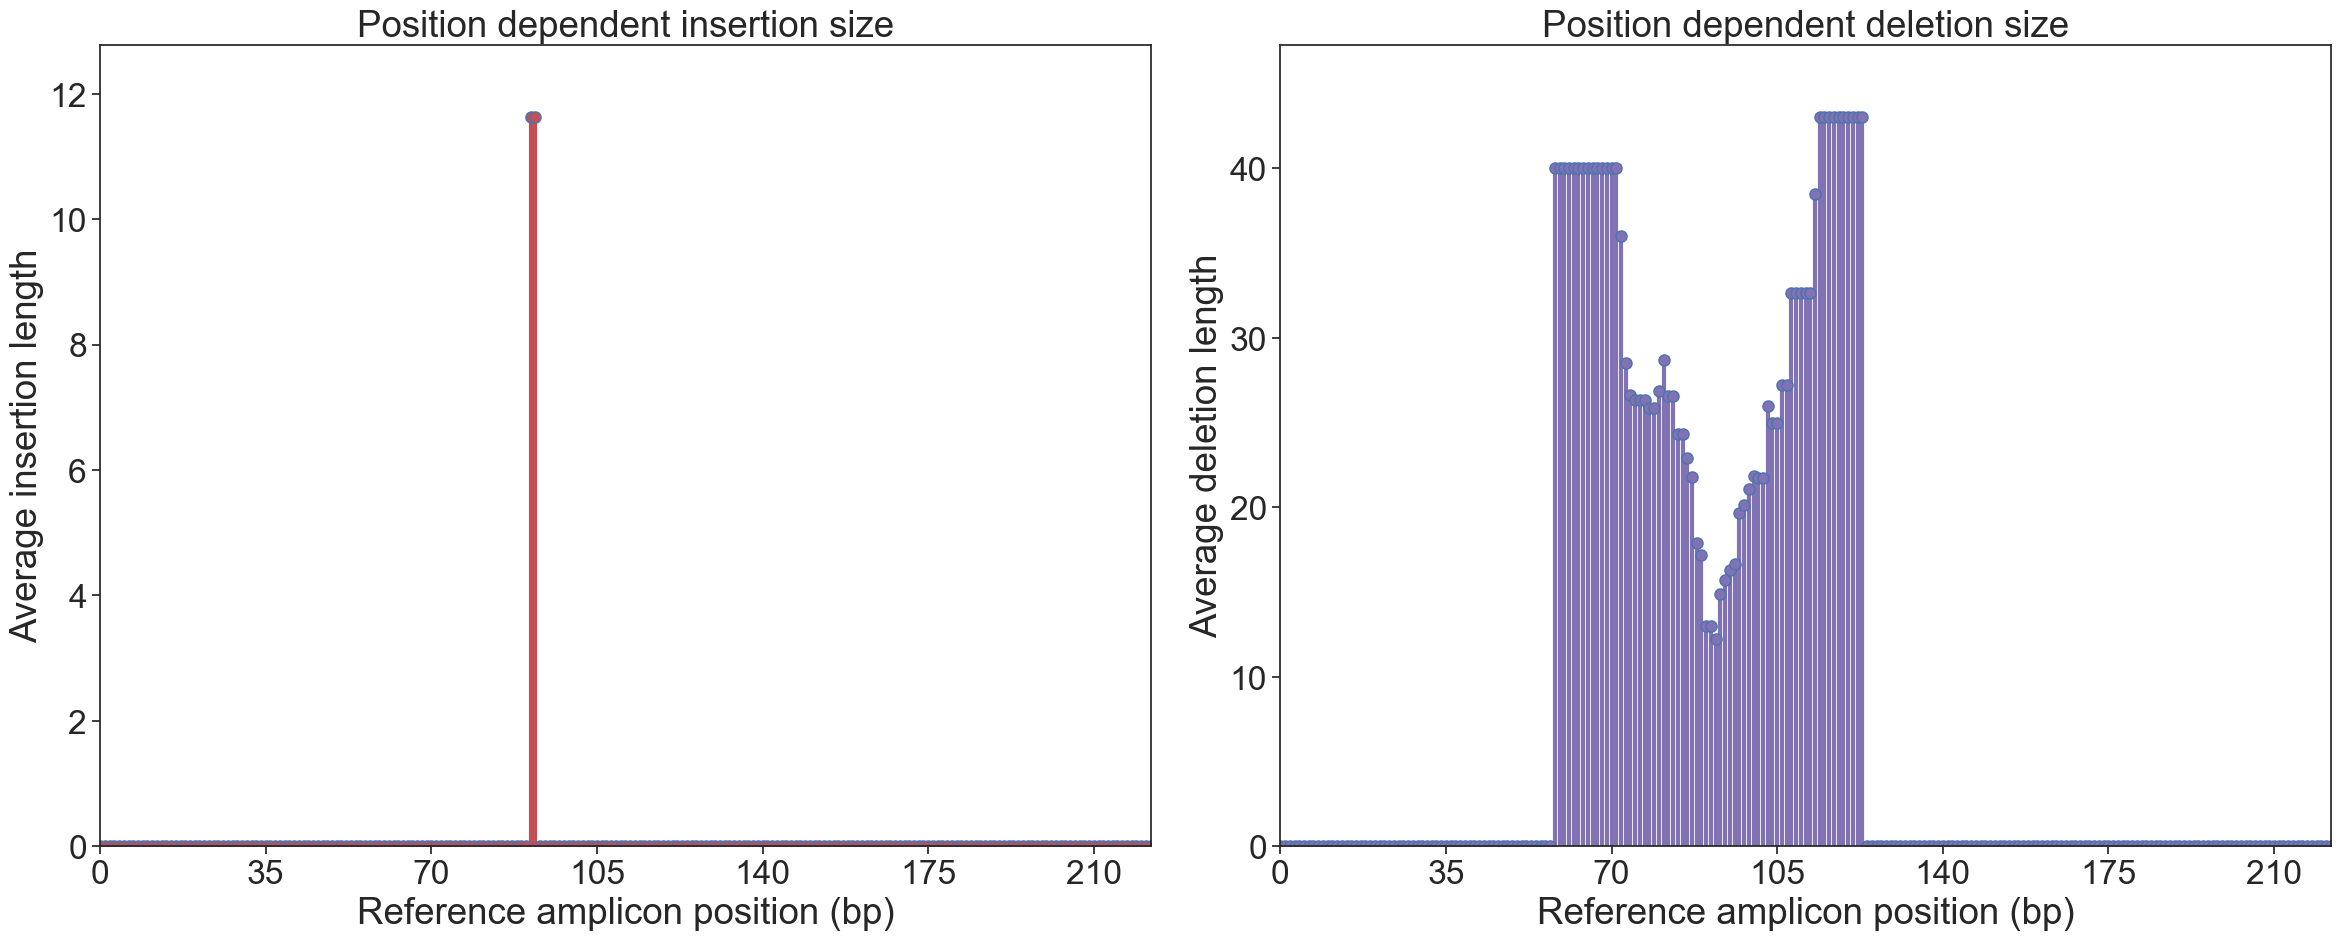 Position dependent insertion size
Average insertion length
12
10
8
6
4
2
0
0 35 70 105 140 175 210
Reference amplicon position (bp)
Position dependent deletion size
Average deletion length
40
30
20
10
0
0 35 70 105 140 175 210
Reference amplicon position (bp)